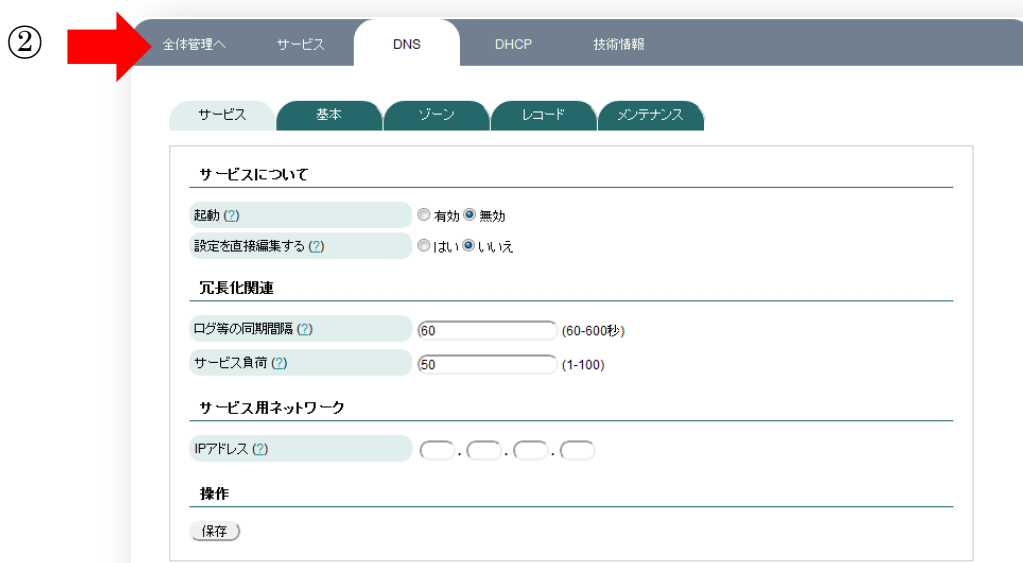 ②
全体管理へ サービス DNS DHCP 技術情報
サービス 基本 ゾーン レコード メンテナンス
サービスについて
起動 (?) 有効 無効
設定を直接編集する (?) はい いいえ
冗長化関連
ログ等の同期間隔 (?) 60 (60-600秒)
サービス負荷 (?) 50 (1-100)
サービス用ネットワーク
IPアドレス (?) . . .
操作
保存